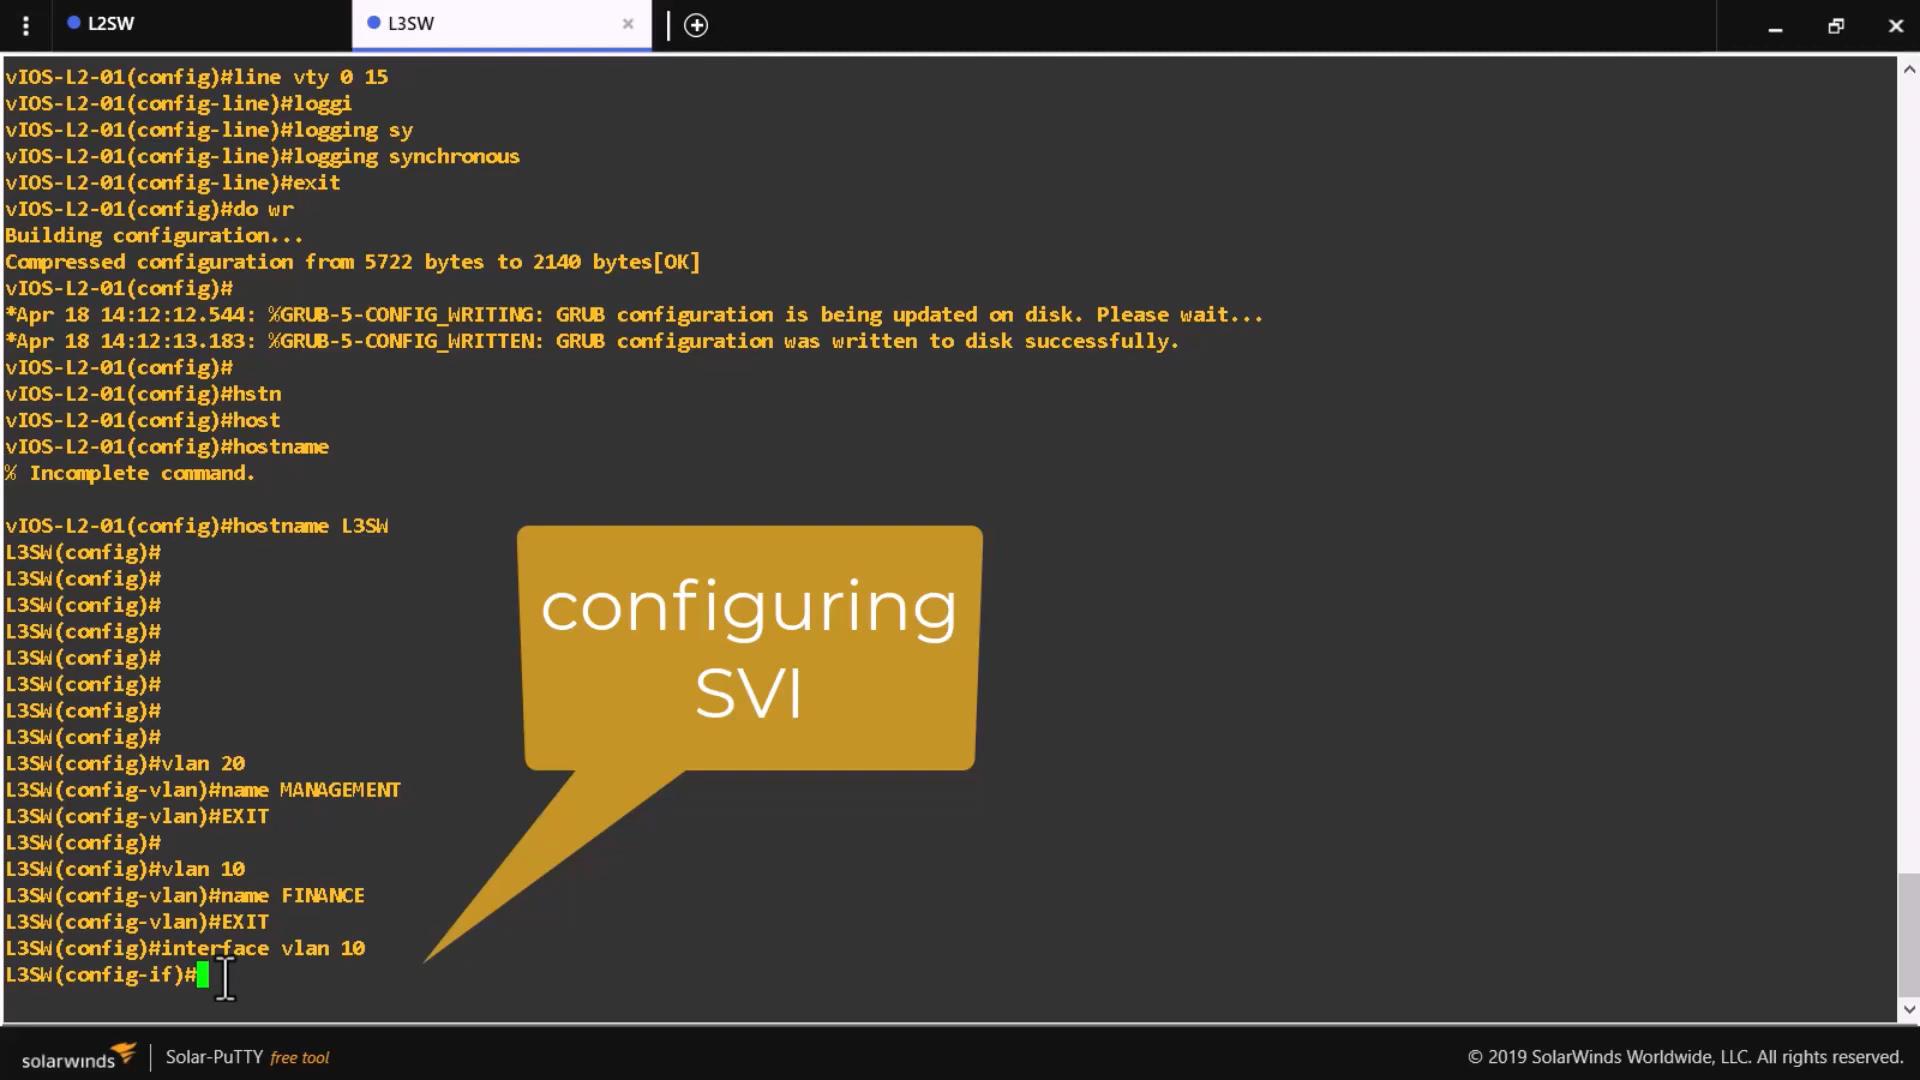 L2SW
L3SW
vIOS-L2-01(config)#line vty 0 15
vIOS-L2-01(config-line)#loggi
vIOS-L2-01(config-line)#logging sy
vIOS-L2-01(config-line)#logging synchronous
vIOS-L2-01(config-line)#exit
vIOS-L2-01(config)#do wr
Building configuration...
Compressed configuration from 5722 bytes to 2140 bytes[OK]
vIOS-L2-01(config)#
*Apr 18 14:12:12.544: %GRUB-5-CONFIG_WRITING: GRUB configuration is being updated on disk. Please wait...
*Apr 18 14:12:13.183: %GRUB-5-CONFIG_WRITTEN: GRUB configuration was written to disk successfully.
vIOS-L2-01(config)#
vIOS-L2-01(config)#hstn
vIOS-L2-01(config)#host
vIOS-L2-01(config)#hostname
% Incomplete command.
vIOS-L2-01(config)#hostname L3SW
L3SW(config)#
L3SW(config)#
L3SW(config)#
L3SW(config)#
L3SW(config)#
L3SW(config)#
L3SW(config)#
L3SW(config)#
L3SW(config)#vlan 20
L3SW(config-vlan)#name MANAGEMENT
L3SW(config-vlan)#EXIT
L3SW(config)#
L3SW(config)#vlan 10
L3SW(config-vlan)#name FINANCE
L3SW(config-vlan)#EXIT
L3SW(config)#interface vlan 10
L3SW(config-if)#
configuring
SVI
solarwinds
Solar-PuTTY free tool
© 2019 SolarWinds Worldwide, LLC. All rights reserved.